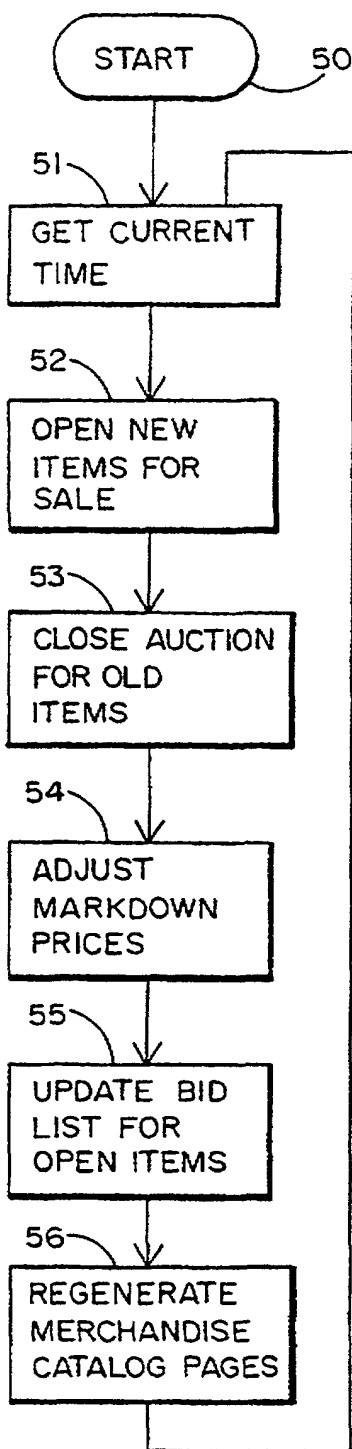 START
50
51
GET CURRENT
TIME
52
OPEN NEW
ITEMS FOR
SALE
53
CLOSE AUCTION
FOR OLD
ITEMS
54
ADJUST
MARKDOWN
PRICES
55
UPDATE BID
LIST FOR
OPEN ITEMS
56
REGENERATE
MERCHANDISE
CATALOG PAGES